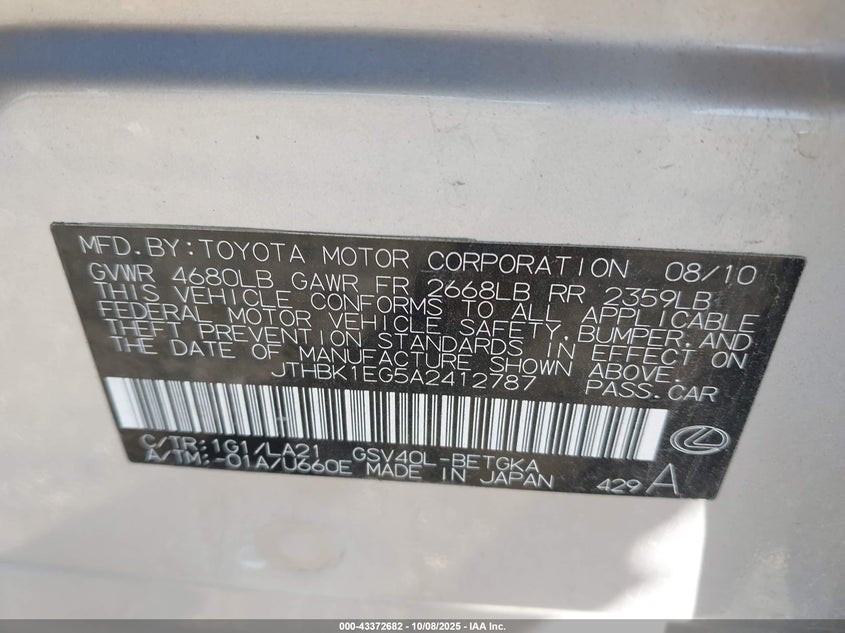 MFD.BY:TOYOTA MOTOR CORPORATION 08/10
GVWR 4680LB GAWR FR 2668LB RR 2359LB
THIS VEHICLE CONFORMS TO ALL APPLICABLE
FEDERAL MOTOR VEHICLE SAFETY,BUMPER,AND
THEFT PREVENTION STANDARDS IN EFFECT ON
THE DATE OF MANUFACTURE SHOWN ABOVE.
JTHBK1EG5A2412787 PASS.CAR
C/TR:1G1/LA21 GSV40L-BETGKA
A/TM:-01A/U660E MADE IN JAPAN 429 A
000-43372682 - 10/08/2025 - IAA Inc.